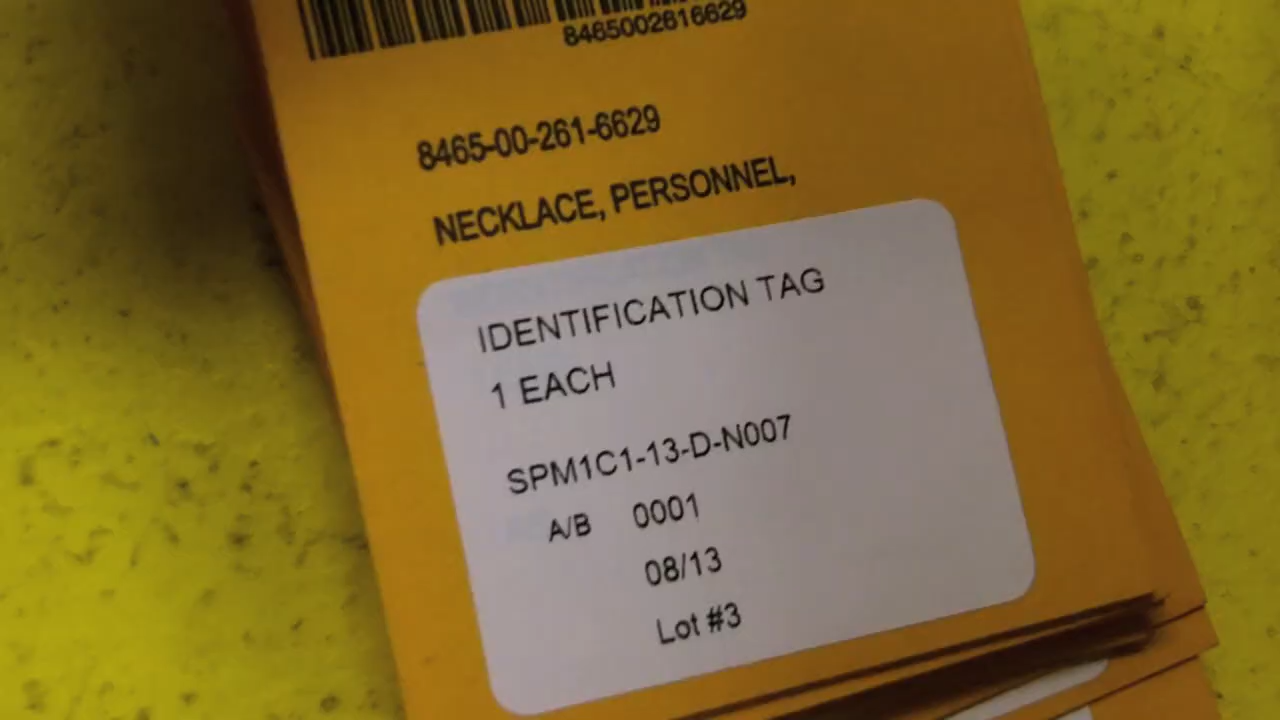 8465002616629
8465-00-261-6629
NECKLACE, PERSONNEL,
IDENTIFICATION TAG
1 EACH
SPM1C1-13-D-N007
A/B 0001
08/13
Lot #3